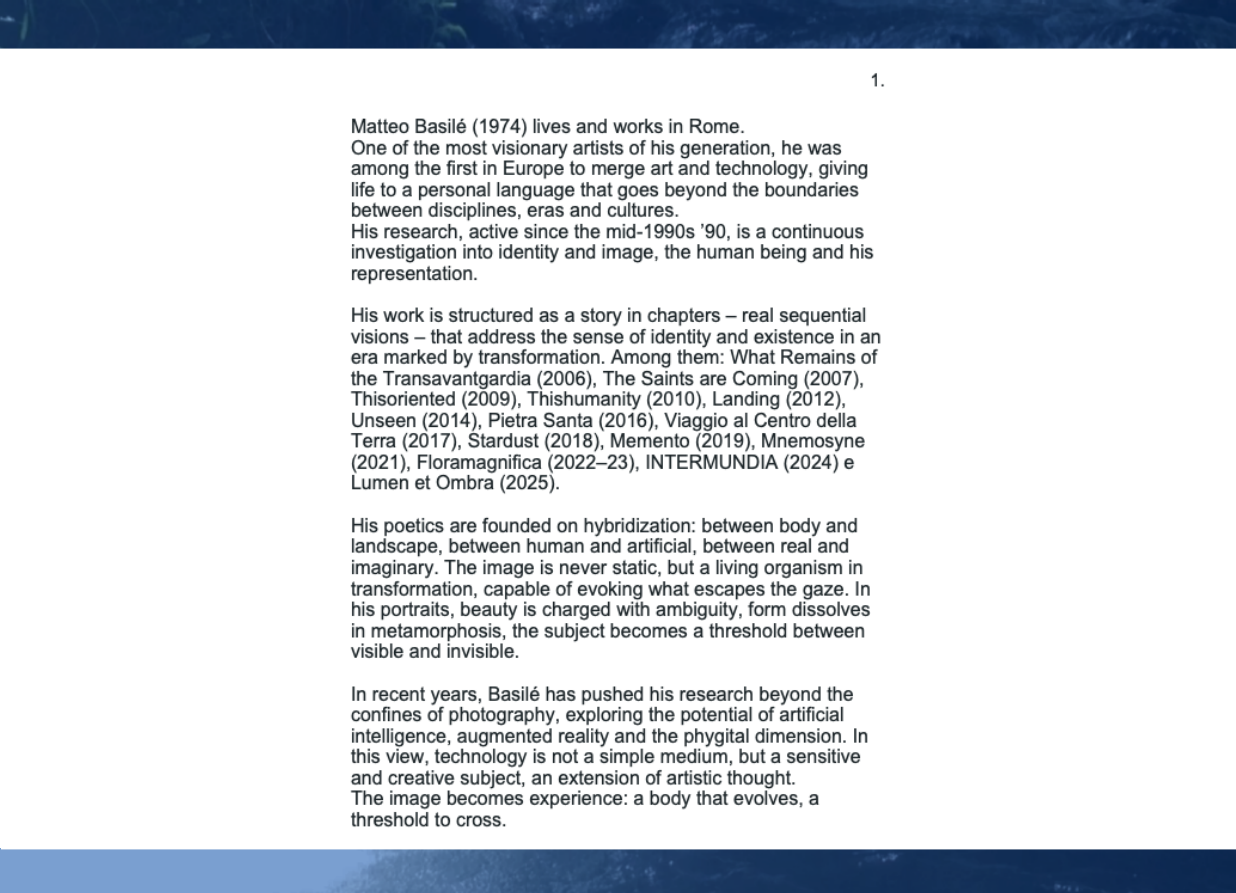 1.
Matteo Basilé (1974) lives and works in Rome.
One of the most visionary artists of his generation, he was
among the first in Europe to merge art and technology, giving
life to a personal language that goes beyond the boundaries
between disciplines, eras and cultures.
His research, active since the mid-1990s ’90, is a continuous
investigation into identity and image, the human being and his
representation.
His work is structured as a story in chapters – real sequential
visions – that address the sense of identity and existence in an
era marked by transformation. Among them: What Remains of
the Transavantgardia (2006), The Saints are Coming (2007),
Thisoriented (2009), Thishumanity (2010), Landing (2012),
Unseen (2014), Pietra Santa (2016), Viaggio al Centro della
Terra (2017), Stardust (2018), Memento (2019), Mnemosyne
(2021), Floramagnifica (2022–23), INTERMUNDIA (2024) e
Lumen et Ombra (2025).
His poetics are founded on hybridization: between body and
landscape, between human and artificial, between real and
imaginary. The image is never static, but a living organism in
transformation, capable of evoking what escapes the gaze. In
his portraits, beauty is charged with ambiguity, form dissolves
in metamorphosis, the subject becomes a threshold between
visible and invisible.
In recent years, Basilé has pushed his research beyond the
confines of photography, exploring the potential of artificial
intelligence, augmented reality and the phygital dimension. In
this view, technology is not a simple medium, but a sensitive
and creative subject, an extension of artistic thought.
The image becomes experience: a body that evolves, a
threshold to cross.